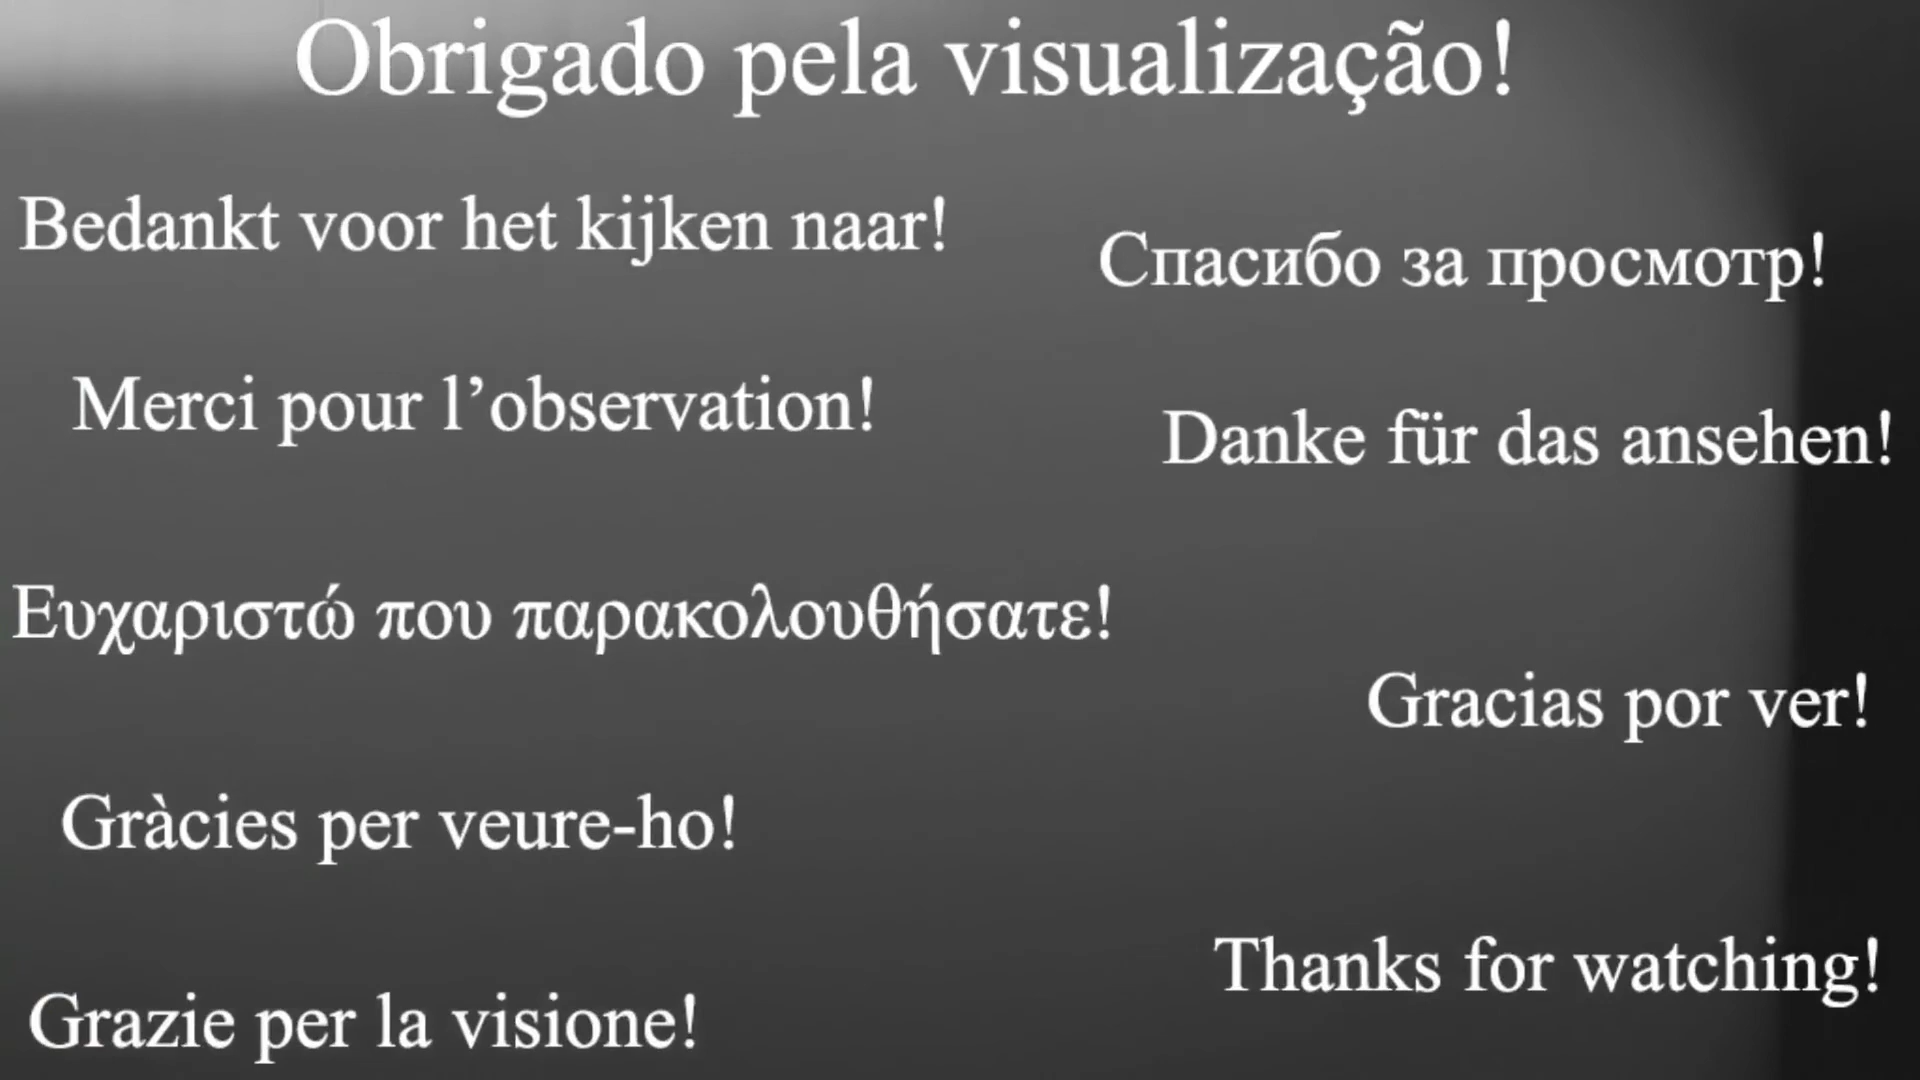 Obrigado pela visualização!
Bedankt voor het kijken naar!
Спасибо за просмотр!
Merci pour l’observation!
Danke für das ansehen!
Ευχαριστώ που παρακολουθήσατε!
Gracias por ver!
Gràcies per veure-ho!
Thanks for watching!
Grazie per la visione!